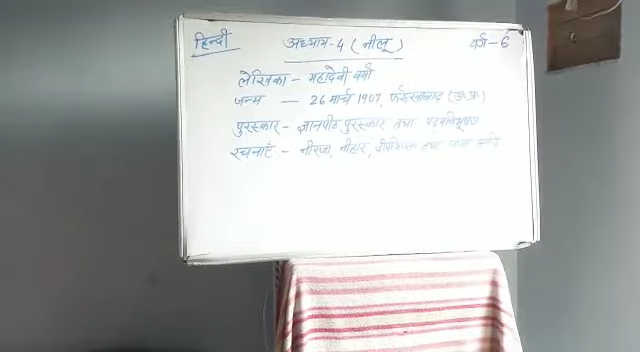 हिन्दी
अध्याय-4 ( नीलू )
वर्ग-6
लेखिका - महादेवी वर्मा
जन्म - 26 मार्च 1907, फर्रुखाबाद (उ.प्र.)
पुरस्कार - ज्ञानपीठ पुरस्कार तथा पद्मविभूषण
रचनाएँ - नीरजा, नीहार, दीपशिखा तथा